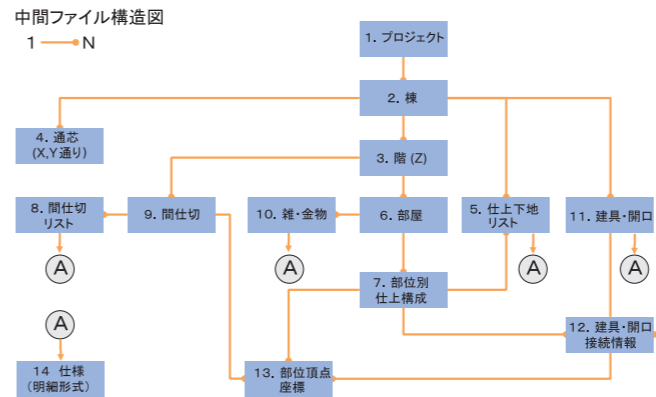 中間ファイル構造図
1 N
1. プロジェクト
2. 棟
4. 通芯
(X,Y通り)
3. 階 (Z)
8. 間仕切
リスト
9. 間仕切
10. 雑・金物
6. 部屋
5. 仕上下地
リスト
11. 建具・開口
A
A
A
A
7. 部位別
仕上構成
A
12. 建具・開口
接続情報
14 仕様
(明細形式)
13. 部位頂点
座標